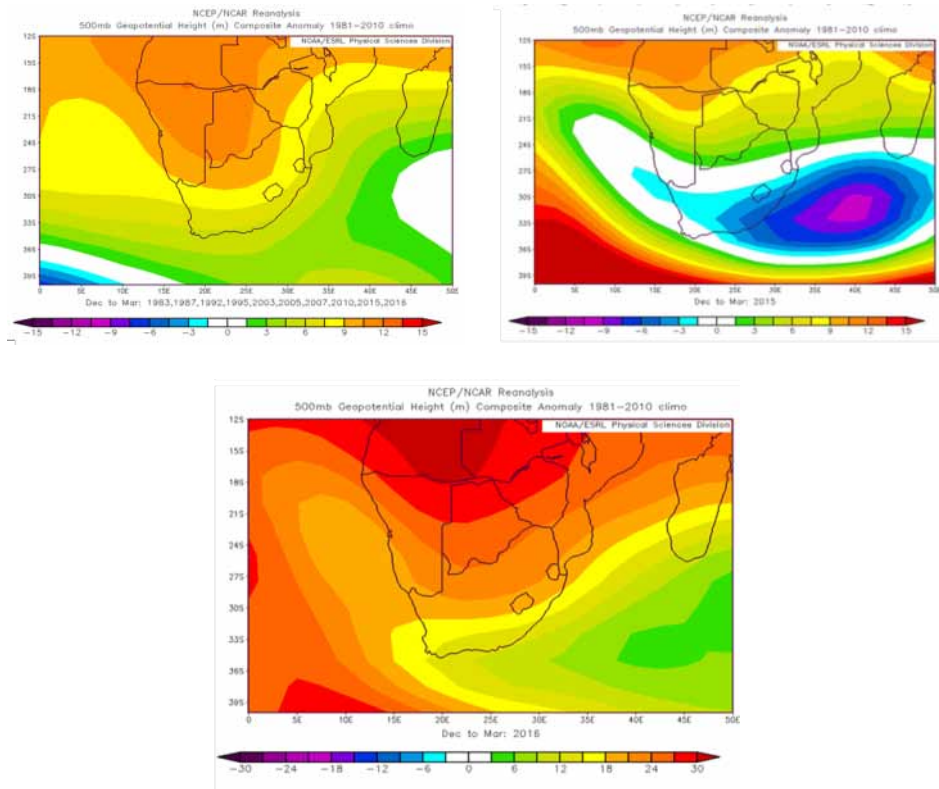 NCEP/NCAR Reanalysis
500mb Geopotential Height (m) Composite Anomaly 1981-2010 climo
NOAA/ESRL Physical Sciences Division
12S
15S
18S
21S
24S
27S
30S
33S
36S
39S
0 5E 10E 15E 20E 25E 30E 35E 40E 45E 50E
Dec to Mar: 1983,1987,1992,1995,2003,2005,2007,2010,2015,2016
-15 -12 -9 -6 -3 0 3 6 9 12 15
NCEP/NCAR Reanalysis
500mb Geopotential Height (m) Composite Anomaly 1981-2010 climo
NOAA/ESRL Physical Sciences Division
12S
15S
18S
21S
24S
27S
30S
33S
36S
39S
0 5E 10E 15E 20E 25E 30E 35E 40E 45E 50E
Dec to Mar: 2015
-15 -12 -9 -6 -3 0 3 6 9 12 15
NCEP/NCAR Reanalysis
500mb Geopotential Height (m) Composite Anomaly 1981-2010 climo
NOAA/ESRL Physical Sciences Division
12S
15S
18S
21S
24S
27S
30S
33S
36S
39S
0 5E 10E 15E 20E 25E 30E 35E 40E 45E 50E
Dec to Mar: 2016
-30 -24 -18 -12 -6 0 6 12 18 24 30